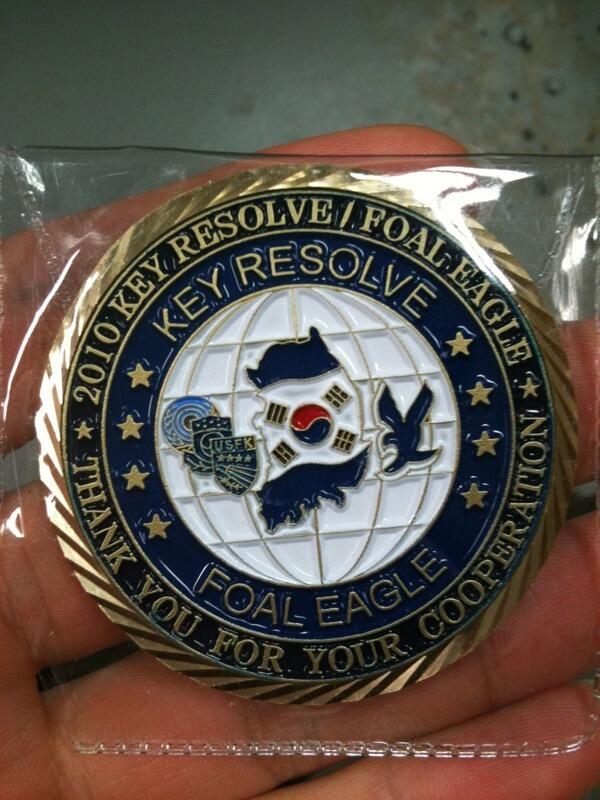 ★ 2010 KEY RESOLVE / FOAL EAGLE ★
KEY RESOLVE
USFK
FOAL EAGLE
THANK YOU FOR YOUR COOPERATION